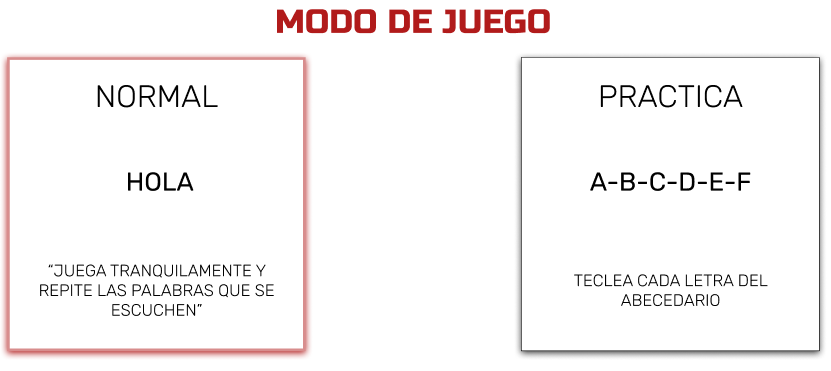 MODO DE JUEGO
NORMAL
HOLA
“JUEGA TRANQUILAMENTE Y
REPITE LAS PALABRAS QUE SE
ESCUCHEN”
PRACTICA
A-B-C-D-E-F
TECLEA CADA LETRA DEL
ABECEDARIO